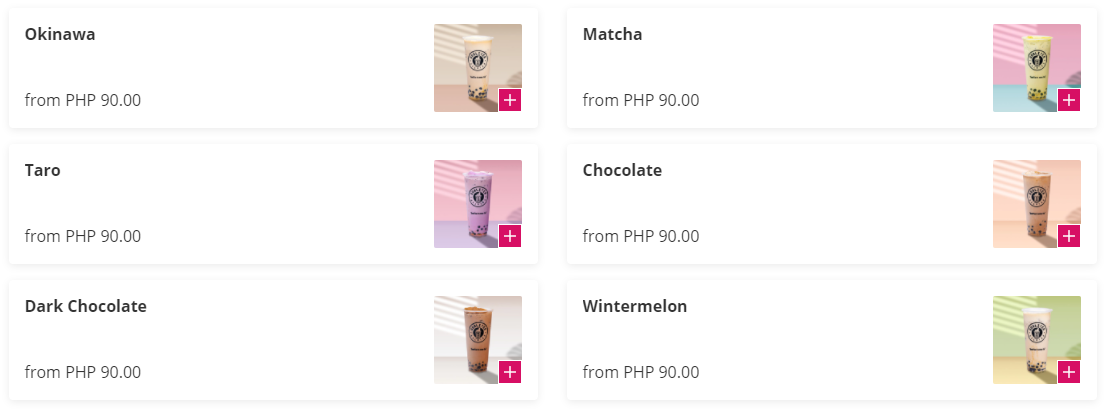 Okinawa
from PHP 90.00
Matcha
from PHP 90.00
Taro
from PHP 90.00
Chocolate
from PHP 90.00
Dark Chocolate
from PHP 90.00
Wintermelon
from PHP 90.00